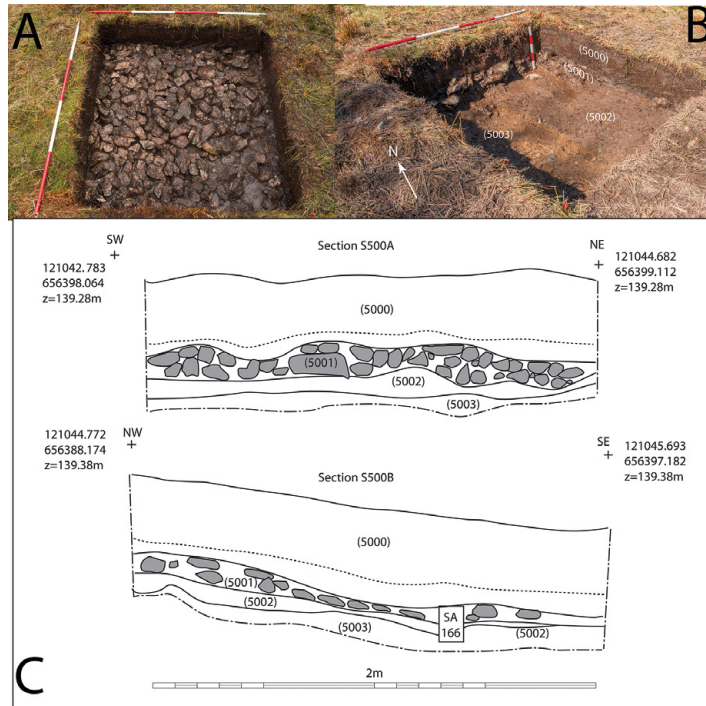 A
B
(5000)
(5001)
(5002)
(5003)
N
SW
Section S500A
NE
121042.783
656398.064
z=139.28m
121044.682
656399.112
z=139.28m
(5000)
(5001)
(5002)
(5003)
121044.772
656388.174
z=139.38m
NW
Section S500B
SE
121045.693
656397.182
z=139.38m
(5000)
(5001)
(5002)
(5003)
SA
166
(5002)
C
2m